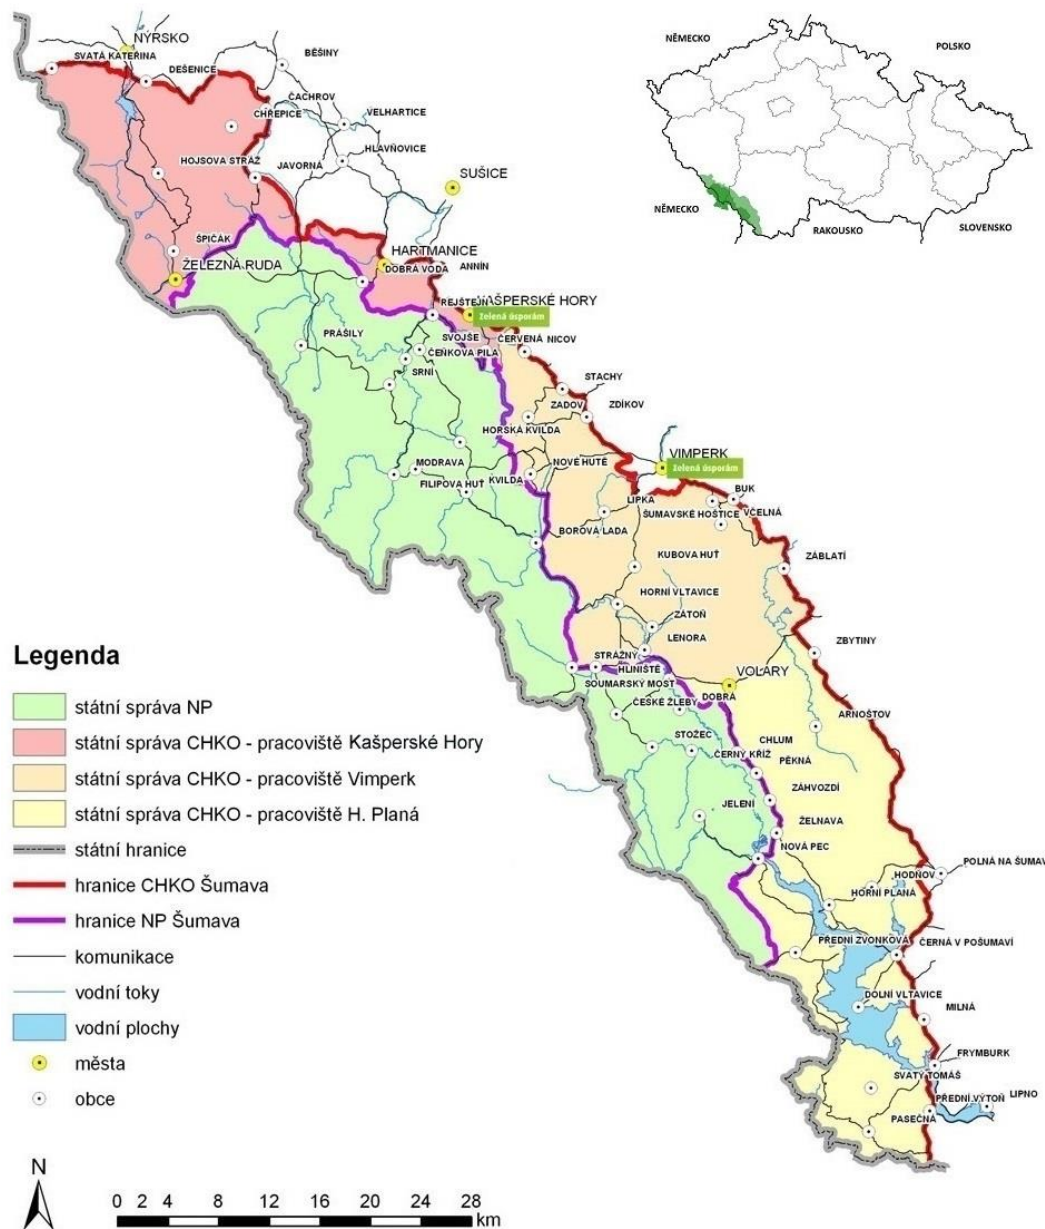 NÝRSKO
SVATÁ KATEŘINA
DEŠENICE
BĚŠINY
ČACHROV
CHŘEPICE
VELHARTICE
HLAVŇOVICE
HOJSOVA STRÁŽ
JAVORNÁ
SUŠICE
ŠPIČÁK
ŽELEZNÁ RUDA
HARTMANICE
DOBRÁ VODA
ANNÍN
NĚMECKO
POLSKO
NĚMECKO
RAKOUSKO
SLOVENSKO
REJŠTEJN
KAŠPERSKÉ HORY
Zelená úsporám
PRÁŠILY
SVOJŠE
ČERVENÁ
NICOV
ČEŇKOVA PILA
SRNÍ
STACHY
ZADOV
ZDÍKOV
HORSKÁ KVILDA
VIMPERK
Zelená úsporám
MODRAVA
NOVÉ HUTĚ
FILIPOVA HUŤ
KVILDA
BUK
LIPKA
ŠUMAVSKÉ HOŠTICE
VČELNÁ
BOROVÁ LADA
KUBOVA HUŤ
ZÁBLATÍ
HORNÍ VLTAVICE
ZÁTOŇ
LENORA
ZBYTINY
STRÁŽNÝ
HLINIŠTĚ
VOLARY
SOUMARSKÝ MOST
DOBRÁ
ČESKÉ ŽLEBY
ARNOŠTOV
STOŽEC
CHLUM
ČERNÝ KŘÍŽ
PĚKNÁ
ZÁHVOZDÍ
JELENÍ
ŽELNAVA
NOVÁ PEC
POLNÁ NA ŠUMAV
HODŇOV
HORNÍ PLANÁ
PŘEDNÍ ZVONKOVÁ
ČERNÁ V POŠUMAVÍ
DOLNÍ VLTAVICE
MILNÁ
FRYMBURK
SVATÝ TOMÁŠ
PŘEDNÍ VÝTOŇ
LIPNO
PASEČNÁ
Legenda
státní správa NP
státní správa CHKO - pracoviště Kašperské Hory
státní správa CHKO - pracoviště Vimperk
státní správa CHKO - pracoviště H. Planá
státní hranice
hranice CHKO Šumava
hranice NP Šumava
komunikace
vodní toky
vodní plochy
města
obce
N
0 2 4 8 12 16 20 24 28
km